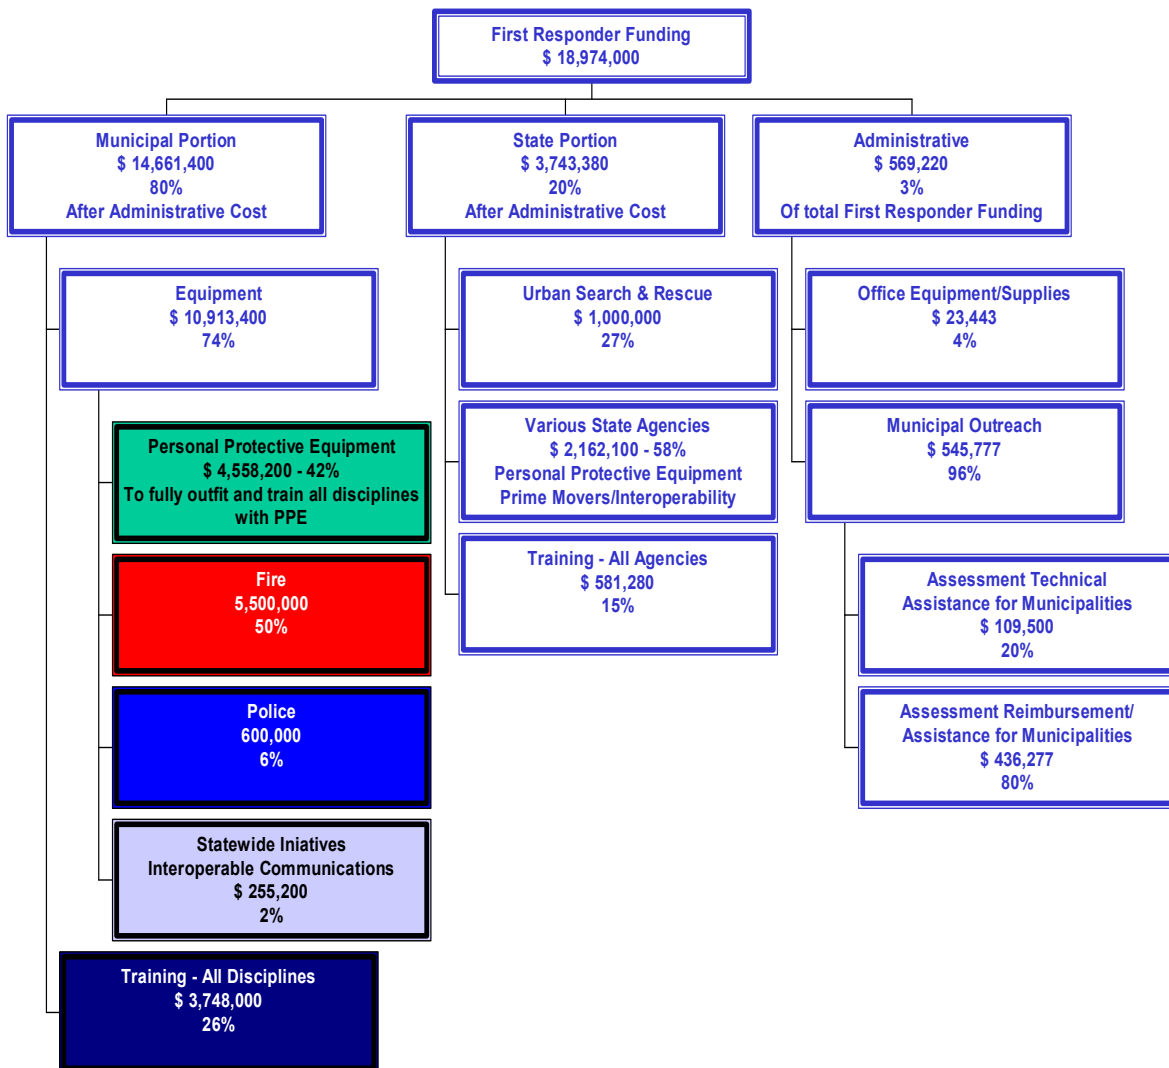 First Responder Funding
$ 18,974,000
Municipal Portion
$ 14,661,400
80%
After Administrative Cost
State Portion
$ 3,743,380
20%
After Administrative Cost
Administrative
$ 569,220
3%
Of total First Responder Funding
Equipment
$ 10,913,400
74%
Urban Search & Rescue
$ 1,000,000
27%
Office Equipment/Supplies
$ 23,443
4%
Personal Protective Equipment
$ 4,558,200 - 42%
To fully outfit and train all disciplines
with PPE
Various State Agencies
$ 2,162,100 - 58%
Personal Protective Equipment
Prime Movers/Interoperability
Municipal Outreach
$ 545,777
96%
Fire
5,500,000
50%
Training - All Agencies
$ 581,280
15%
Assessment Technical
Assistance for Municipalities
$ 109,500
20%
Police
600,000
6%
Assessment Reimbursement/
Assistance for Municipalities
$ 436,277
80%
Statewide Iniatives
Interoperable Communications
$ 255,200
2%
Training - All Disciplines
$ 3,748,000
26%